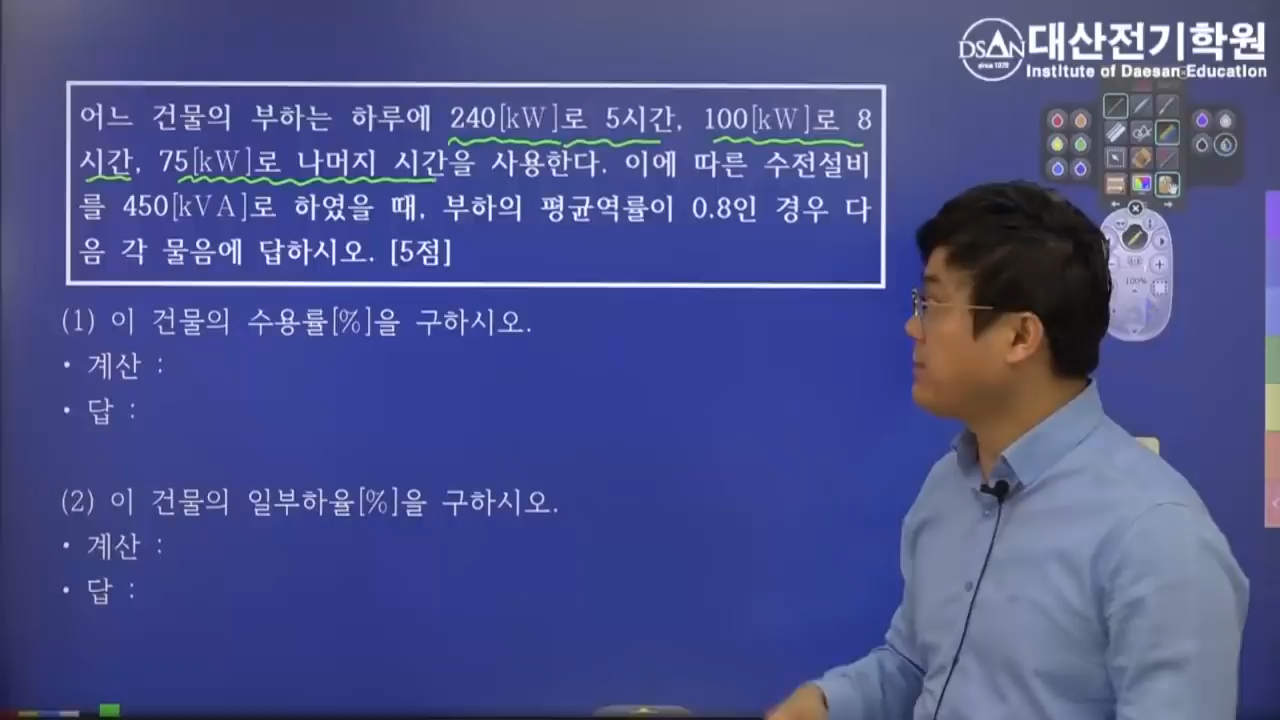 DSAN
since 1978
대산전기학원
Institute of Daesan Education
어느 건물의 부하는 하루에 240[kW]로 5시간, 100[kW]로 8
시간, 75[kW]로 나머지 시간을 사용한다. 이에 따른 수전설비
를 450[kVA]로 하였을 때, 부하의 평균역률이 0.8인 경우 다
음 각 물음에 답하시오. [5점]
(1) 이 건물의 수용률[%]을 구하시오.
• 계산 :
• 답 :
(2) 이 건물의 일부하율[%]을 구하시오.
• 계산 :
• 답 :
100%